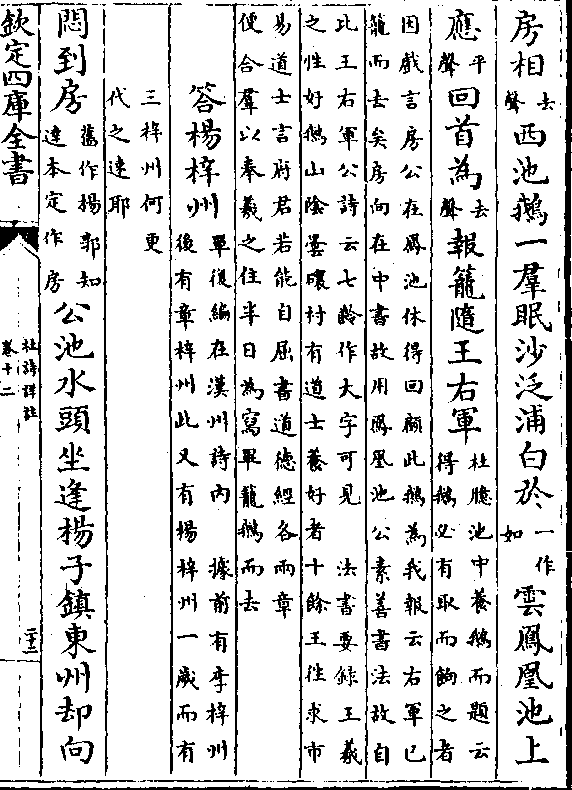 房相去聲西池鵝一羣眠沙泛浦白於一作如雲鳳凰池上
應平聲回首為去聲報籠隨王右軍杜臆池中養鵝而題云
得鵝必有取而餉之者
因戲言房公在鳳池休得回顧此鵝為我報云右軍已
籠而去矣房向在中書故用鳳凰池公素善書法故自
比王右軍公詩云七齡作大字可見　法書要録王羲
之性好鵝山陰曇𥕘村有道士養好者十餘王往求市
易道士言府君若能自屈書道德經各兩章
便合羣以奉羲之住半日為寫畢籠鵝而去
答楊梓州單復編在漢州詩内　據前有李梓州
後有章梓州此又有楊梓州一歲而有
三梓州何更
代之速耶
悶到房舊作楊郭知達本定作房公池水頭坐逢楊子鎮東州却向
欽定四庫全書
杜詩詳註
卷十二
二十三